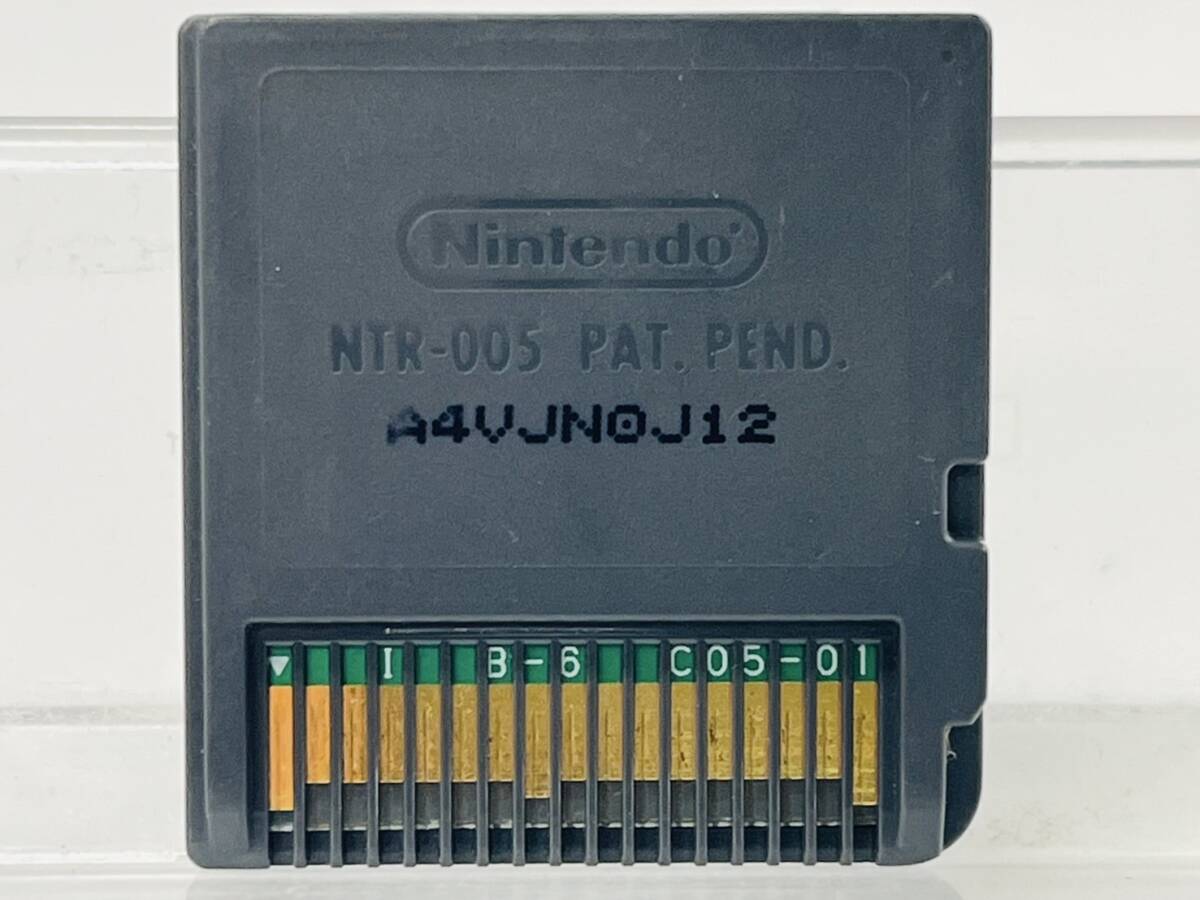 Nintendo
NTR-005 PAT. PEND.
A4VJN0J12
▼ I B-6 C05-01